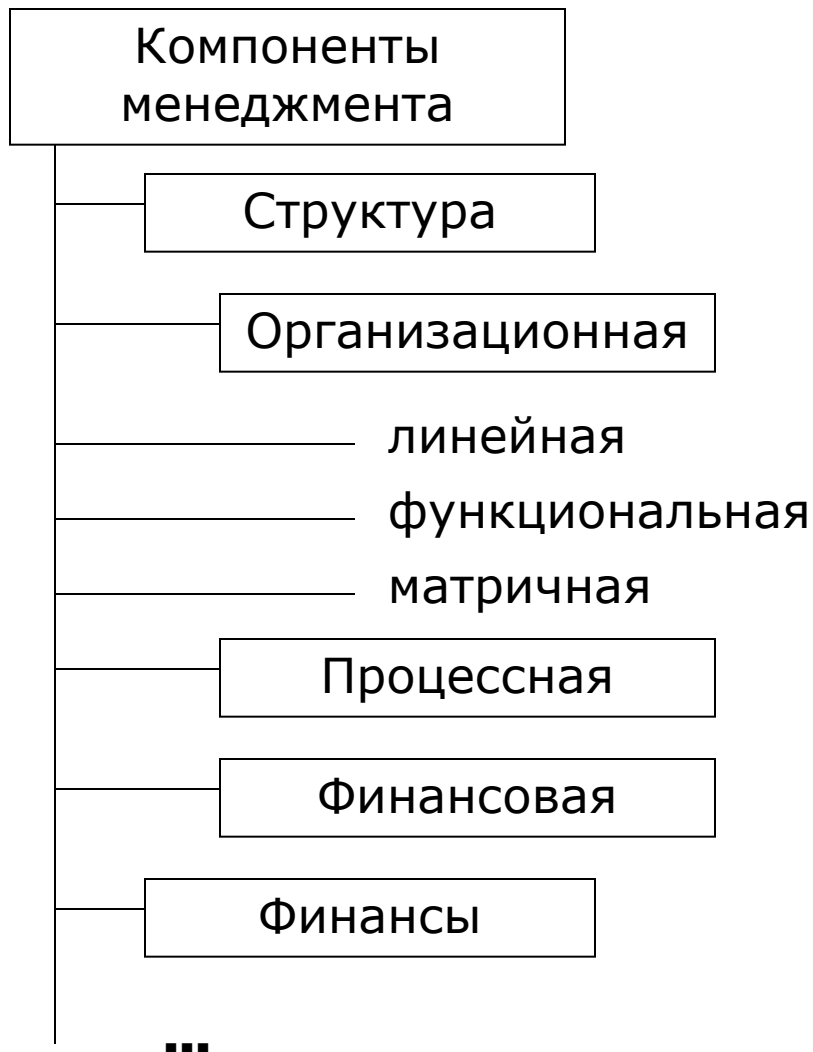 Компоненты
менеджмента
Структура
Организационная
линейная
функциональная
матричная
Процессная
Финансовая
Финансы
...